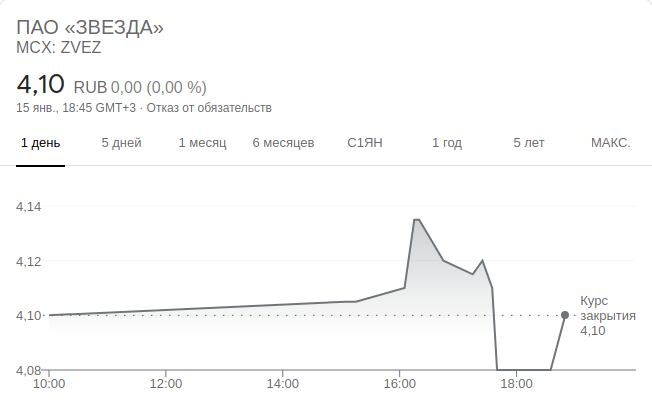 ПАО «ЗВЕЗДА»
MCX: ZVEZ
4,10 RUB 0,00 (0,00 %)
15 янв., 18:45 GMT+3 · Отказ от обязательств
1 день 5 дней 1 месяц 6 месяцев С1ЯН 1 год 5 лет МАКС.
4,14
4,12
4,10
4,08
Курс
закрытия
4,10
10:00 12:00 14:00 16:00 18:00